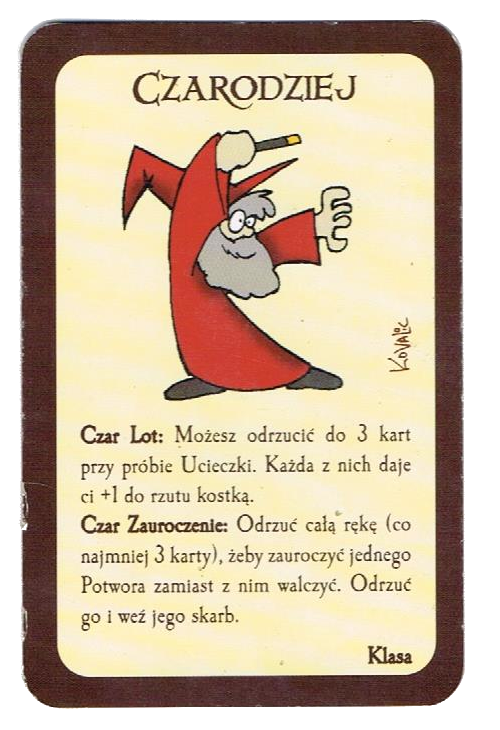 CZARODZIEJ
KOVALIC
Czar Lot: Możesz odrzucić do 3 kart
przy próbie Ucieczki. Każda z nich daje
ci +1 do rzutu kostką.
Czar Zauroczenie: Odrzuć całą rękę (co
najmniej 3 karty), żeby zauroczyć jednego
Potwora zamiast z nim walczyć. Odrzuć
go i weź jego skarb.
Klasa